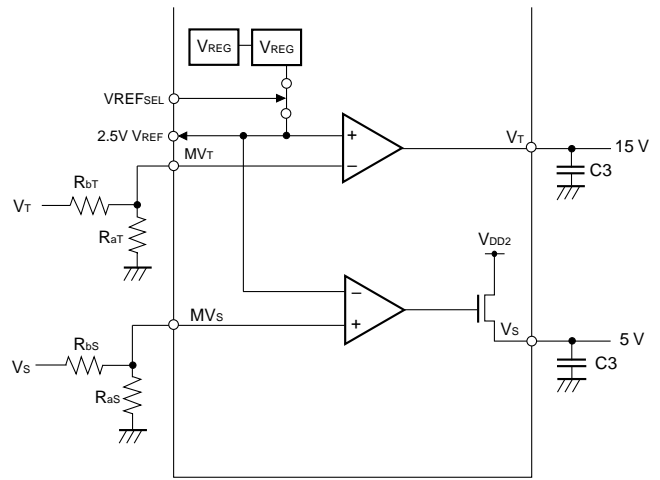 VREG VREG
VREFSEL
2.5V VREF
MVT
+
−
VT
15 V
C3
RbT
VT
RaT
VDD2
−
+
MVS
VS
5 V
C3
RbS
VS
RaS